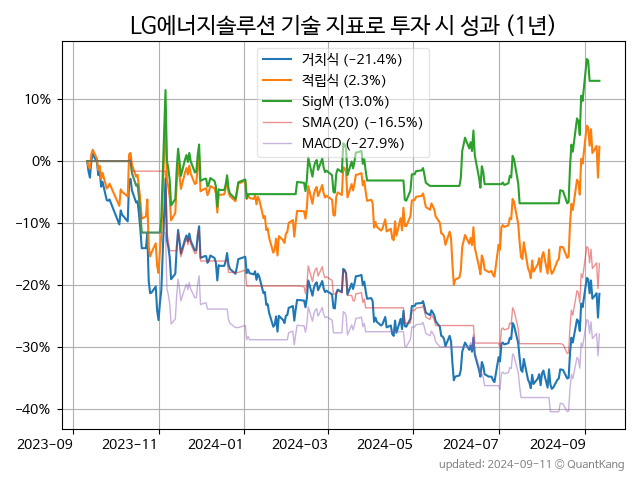 LG에너지솔루션 기술 지표로 투자 시 성과 (1년)
거치식 (-21.4%)
적립식 (2.3%)
SigM (13.0%)
SMA(20) (-16.5%)
MACD (-27.9%)
10%
0%
-10%
-20%
-30%
-40%
2023-09 2023-11 2024-01 2024-03 2024-05 2024-07 2024-09
updated: 2024-09-11 © QuantKang